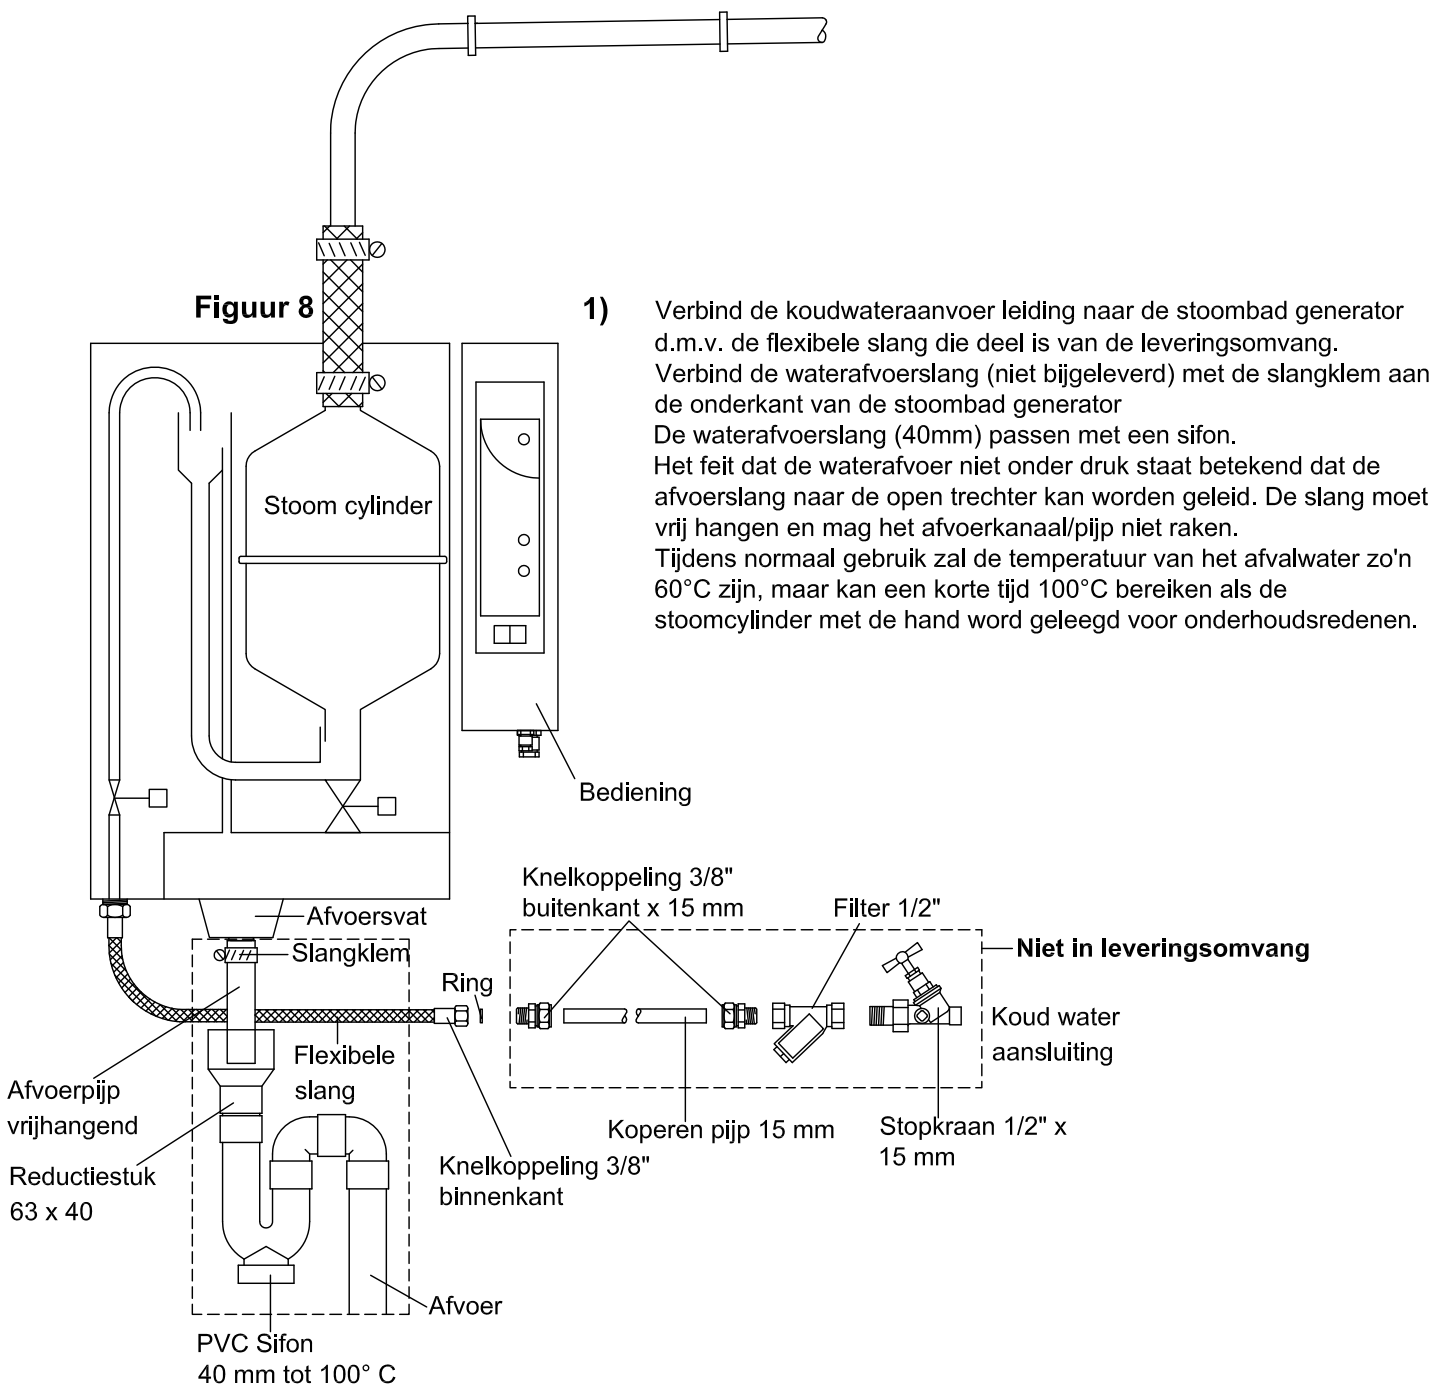 Figuur 8
1)
Verbind de koudwateraanvoer leiding naar de stoombad generator
d.m.v. de flexibele slang die deel is van de leveringsomvang.
Verbind de waterafvoerslang (niet bijgeleverd) met de slangklem aan
de onderkant van de stoombad generator
De waterafvoerslang (40mm) passen met een sifon.
Het feit dat de waterafvoer niet onder druk staat betekend dat de
afvoerslang naar de open trechter kan worden geleid. De slang moet
vrij hangen en mag het afvoerkanaal/pijp niet raken.
Tijdens normaal gebruik zal de temperatuur van het afvalwater zo'n
60°C zijn, maar kan een korte tijd 100°C bereiken als de
stoomcylinder met de hand word geleegd voor onderhoudsredenen.
Stoom cylinder
Bediening
Knelkoppeling 3/8"
buitenkant x 15 mm
Filter 1/2"
Afvoersvat
Slangklem
Niet in leveringsomvang
Ring
Koud water
aansluiting
Flexibele
slang
Afvoerpijp
vrijhangend
Koperen pijp 15 mm
Stopkraan 1/2" x
15 mm
Knelkoppeling 3/8"
binnenkant
Reductiestuk
63 x 40
Afvoer
PVC Sifon
40 mm tot 100° C